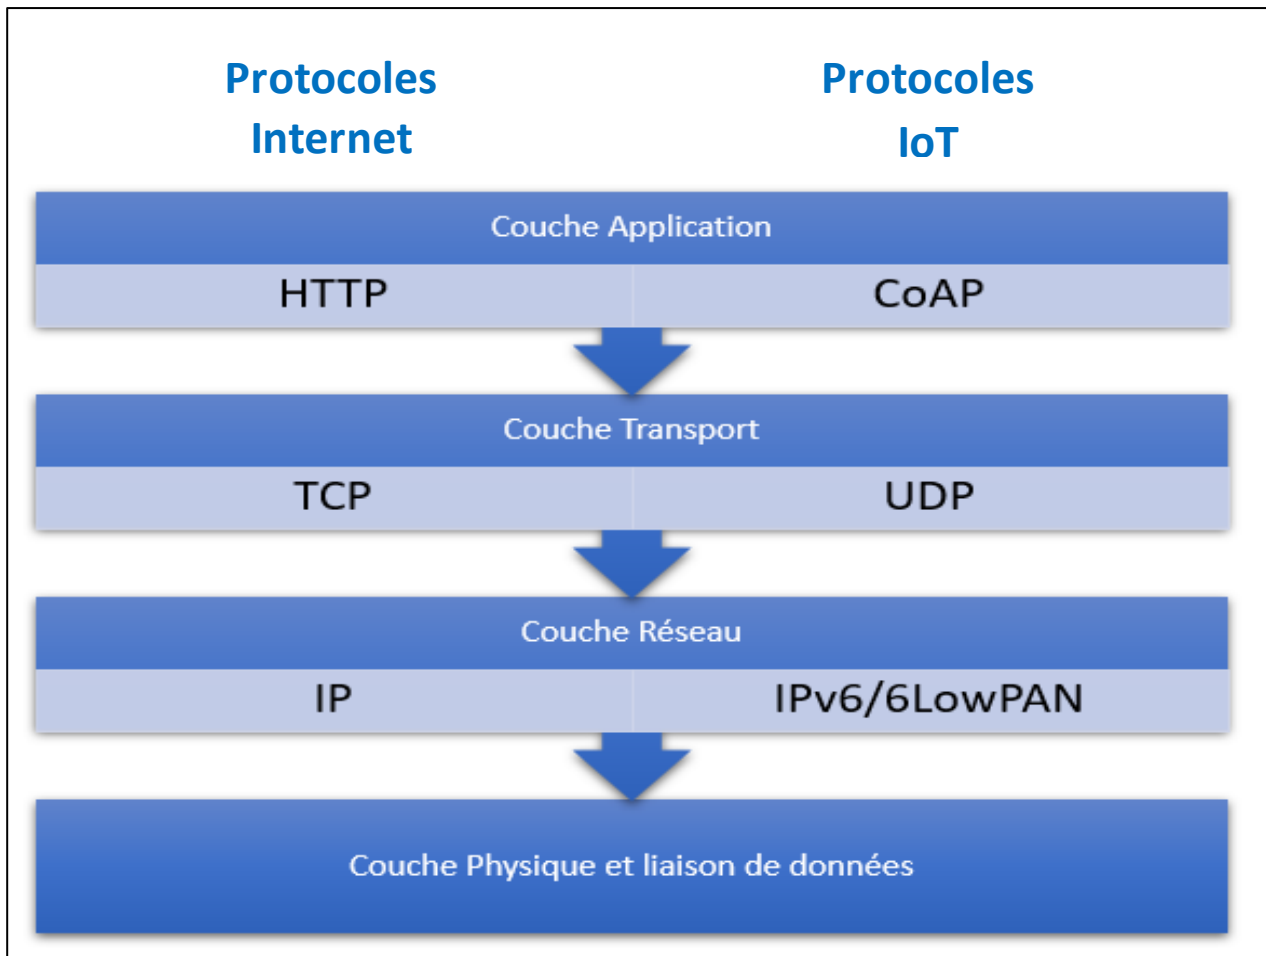 Protocoles
Internet
Protocoles
IoT
Couche Application
HTTP
CoAP
Couche Transport
TCP
UDP
Couche Réseau
IP
IPv6/6LowPAN
Couche Physique et liaison de données